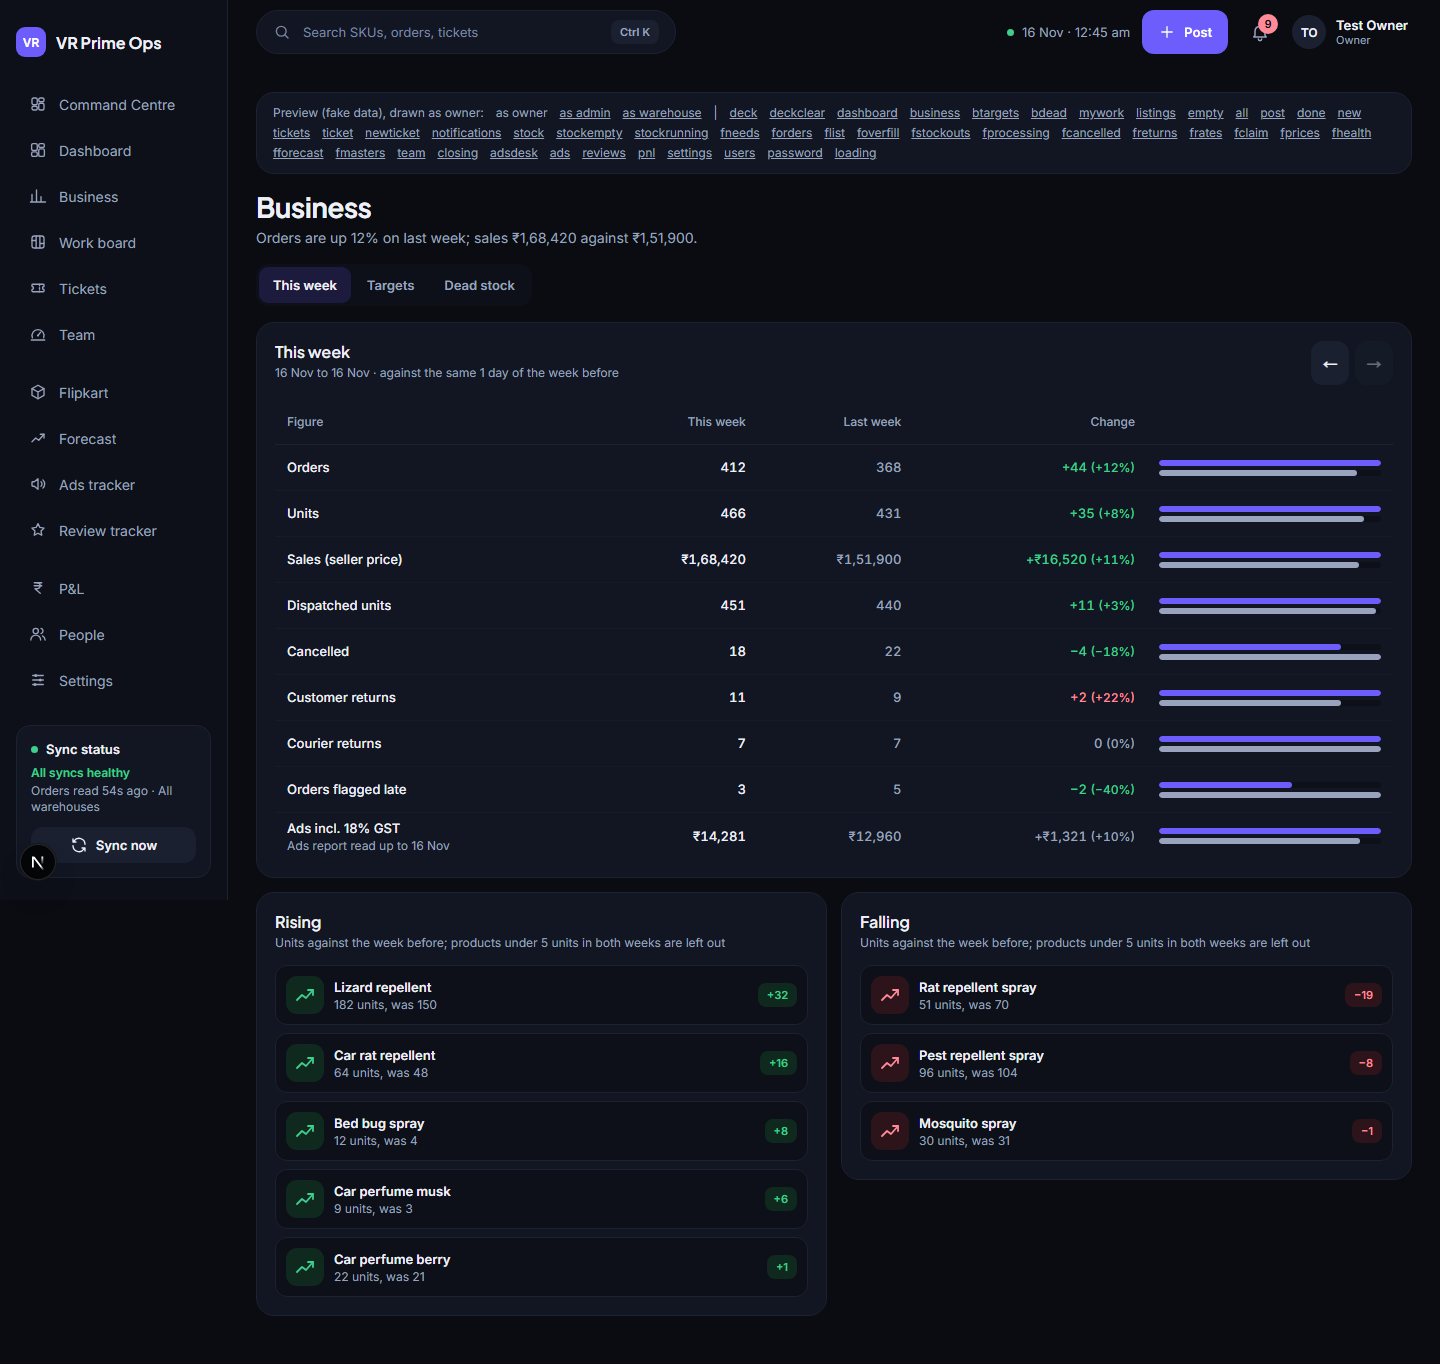 VR VR Prime Ops
Search SKUs, orders, tickets Ctrl K
16 Nov · 12:45 am
Post
9
TO Test Owner
Owner
Command Centre
Dashboard
Business
Work board
Tickets
Team
Flipkart
Forecast
Ads tracker
Review tracker
₹ P&L
People
Settings
Sync status
All syncs healthy
Orders read 54s ago · All
warehouses
Sync now
N
Preview (fake data), drawn as owner: as owner as admin as warehouse | deck deckclear dashboard business btargets bdead mywork listings empty all post done new
tickets ticket newticket notifications stock stockempty stockrunning fneeds forders flist foverfill fstockouts fprocessing fcancelled freturns frates fclaim fprices fhealth
fforecast fmasters team closing adsdesk ads reviews pnl settings users password loading
Business
Orders are up 12% on last week; sales ₹1,68,420 against ₹1,51,900.
This week Targets Dead stock
This week
16 Nov to 16 Nov · against the same 1 day of the week before
← →
Figure This week Last week Change
Orders 412 368 +44 (+12%)
Units 466 431 +35 (+8%)
Sales (seller price) ₹1,68,420 ₹1,51,900 +₹16,520 (+11%)
Dispatched units 451 440 +11 (+3%)
Cancelled 18 22 −4 (−18%)
Customer returns 11 9 +2 (+22%)
Courier returns 7 7 0 (0%)
Orders flagged late 3 5 −2 (−40%)
Ads incl. 18% GST ₹14,281 ₹12,960 +₹1,321 (+10%)
Ads report read up to 16 Nov
Rising
Units against the week before; products under 5 units in both weeks are left out
Lizard repellent +32
182 units, was 150
Car rat repellent +16
64 units, was 48
Bed bug spray +8
12 units, was 4
Car perfume musk +6
9 units, was 3
Car perfume berry +1
22 units, was 21
Falling
Units against the week before; products under 5 units in both weeks are left out
Rat repellent spray −19
51 units, was 70
Pest repellent spray −8
96 units, was 104
Mosquito spray −1
30 units, was 31